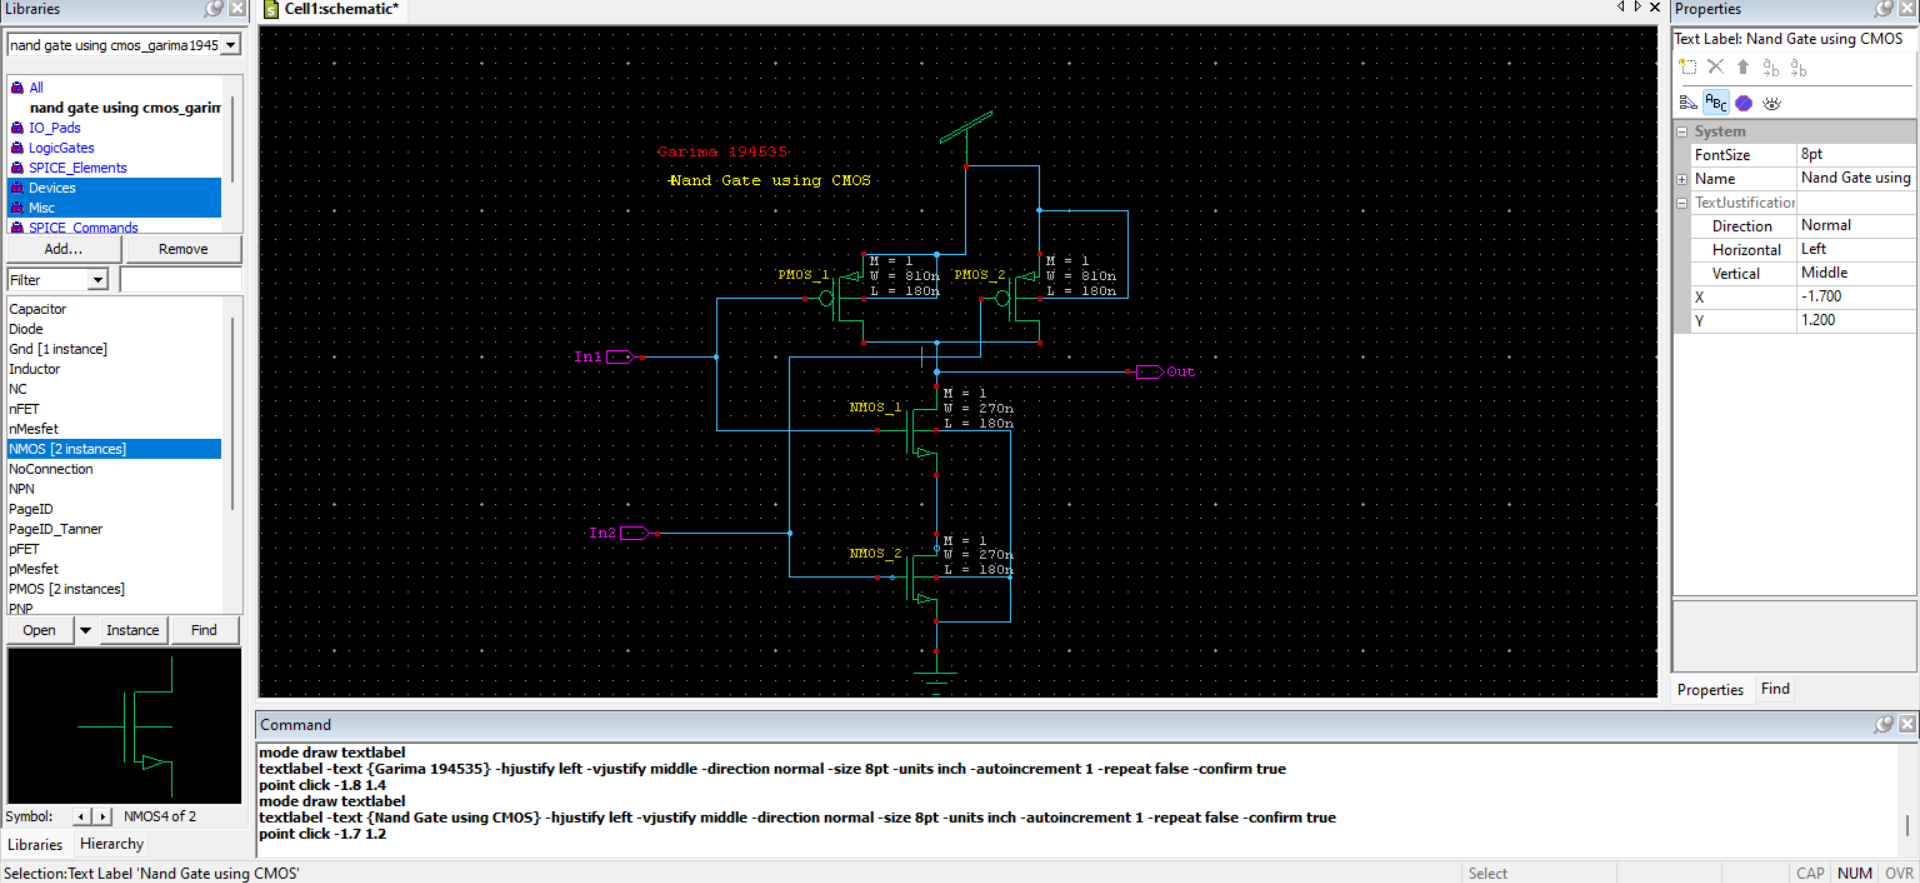 Libraries
nand gate using cmos_garima1945
All
nand gate using cmos_garim
IO_Pads
LogicGates
SPICE_Elements
Devices
Misc
SPICE_Commands
Add...
Remove
Filter
Capacitor
Diode
Gnd [1 instance]
Inductor
NC
nFET
nMesfet
NMOS [2 instances]
NoConnection
NPN
PageID
PageID_Tanner
pFET
pMesfet
PMOS [2 instances]
PNP
Open
Instance
Find
Symbol:
NMOS4 of 2
Libraries
Hierarchy
Cell1:schematic*
Garima 194535
Nand Gate using CMOS
PMOS_1
M = 1
W = 810n
L = 180n
PMOS_2
M = 1
W = 810n
L = 180n
In1
Out
NMOS_1
M = 1
W = 270n
L = 180n
In2
NMOS_2
M = 1
W = 270n
L = 180n
Command
mode draw textlabel
textlabel -text {Garima 194535} -hjustify left -vjustify middle -direction normal -size 8pt -units inch -autoincrement 1 -repeat false -confirm true
point click -1.8 1.4
mode draw textlabel
textlabel -text {Nand Gate using CMOS} -hjustify left -vjustify middle -direction normal -size 8pt -units inch -autoincrement 1 -repeat false -confirm true
point click -1.7 1.2
Properties
Text Label: Nand Gate using CMOS
System
FontSize 8pt
Name Nand Gate using
TextJustification
Direction Normal
Horizontal Left
Vertical Middle
X -1.700
Y 1.200
Properties
Find
Selection:Text Label 'Nand Gate using CMOS'
Select
CAP
NUM
OVR